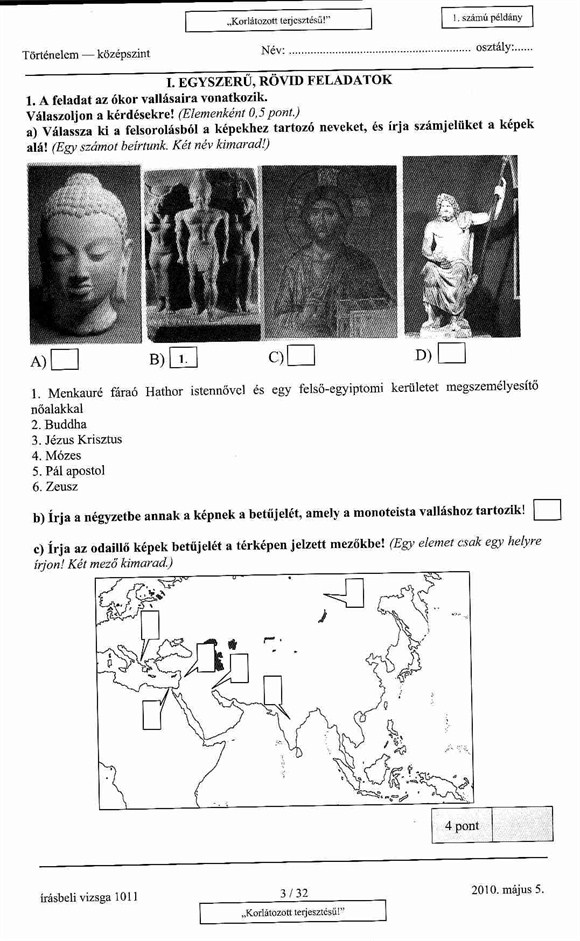 „Korlátozott terjesztésű!”
1. számú példány
Történelem — középszint
Név: .............................................................. osztály:......
I. EGYSZERŰ, RÖVID FELADATOK
1. A feladat az ókor vallásaira vonatkozik.
Válaszoljon a kérdésekre! (Elemenként 0,5 pont.)
a) Válassza ki a felsorolásból a képekhez tartozó neveket, és írja számjelüket a képek
alá! (Egy számot beírtunk. Két név kimarad!)
A)
B) 1.
C)
D)
1. Menkauré fáraó Hathor istennővel és egy felső-egyiptomi kerületet megszemélyesítő
nőalakkal
2. Buddha
3. Jézus Krisztus
4. Mózes
5. Pál apostol
6. Zeusz
b) Írja a négyzetbe annak a képnek a betűjelét, amely a monoteista valláshoz tartozik!
c) Írja az odaillő képek betűjelét a térképen jelzett mezőkbe! (Egy elemet csak egy helyre
írjon! Két mező kimarad.)
4 pont
írásbeli vizsga 1011
3 / 32
2010. május 5.
„Korlátozott terjesztésű!”